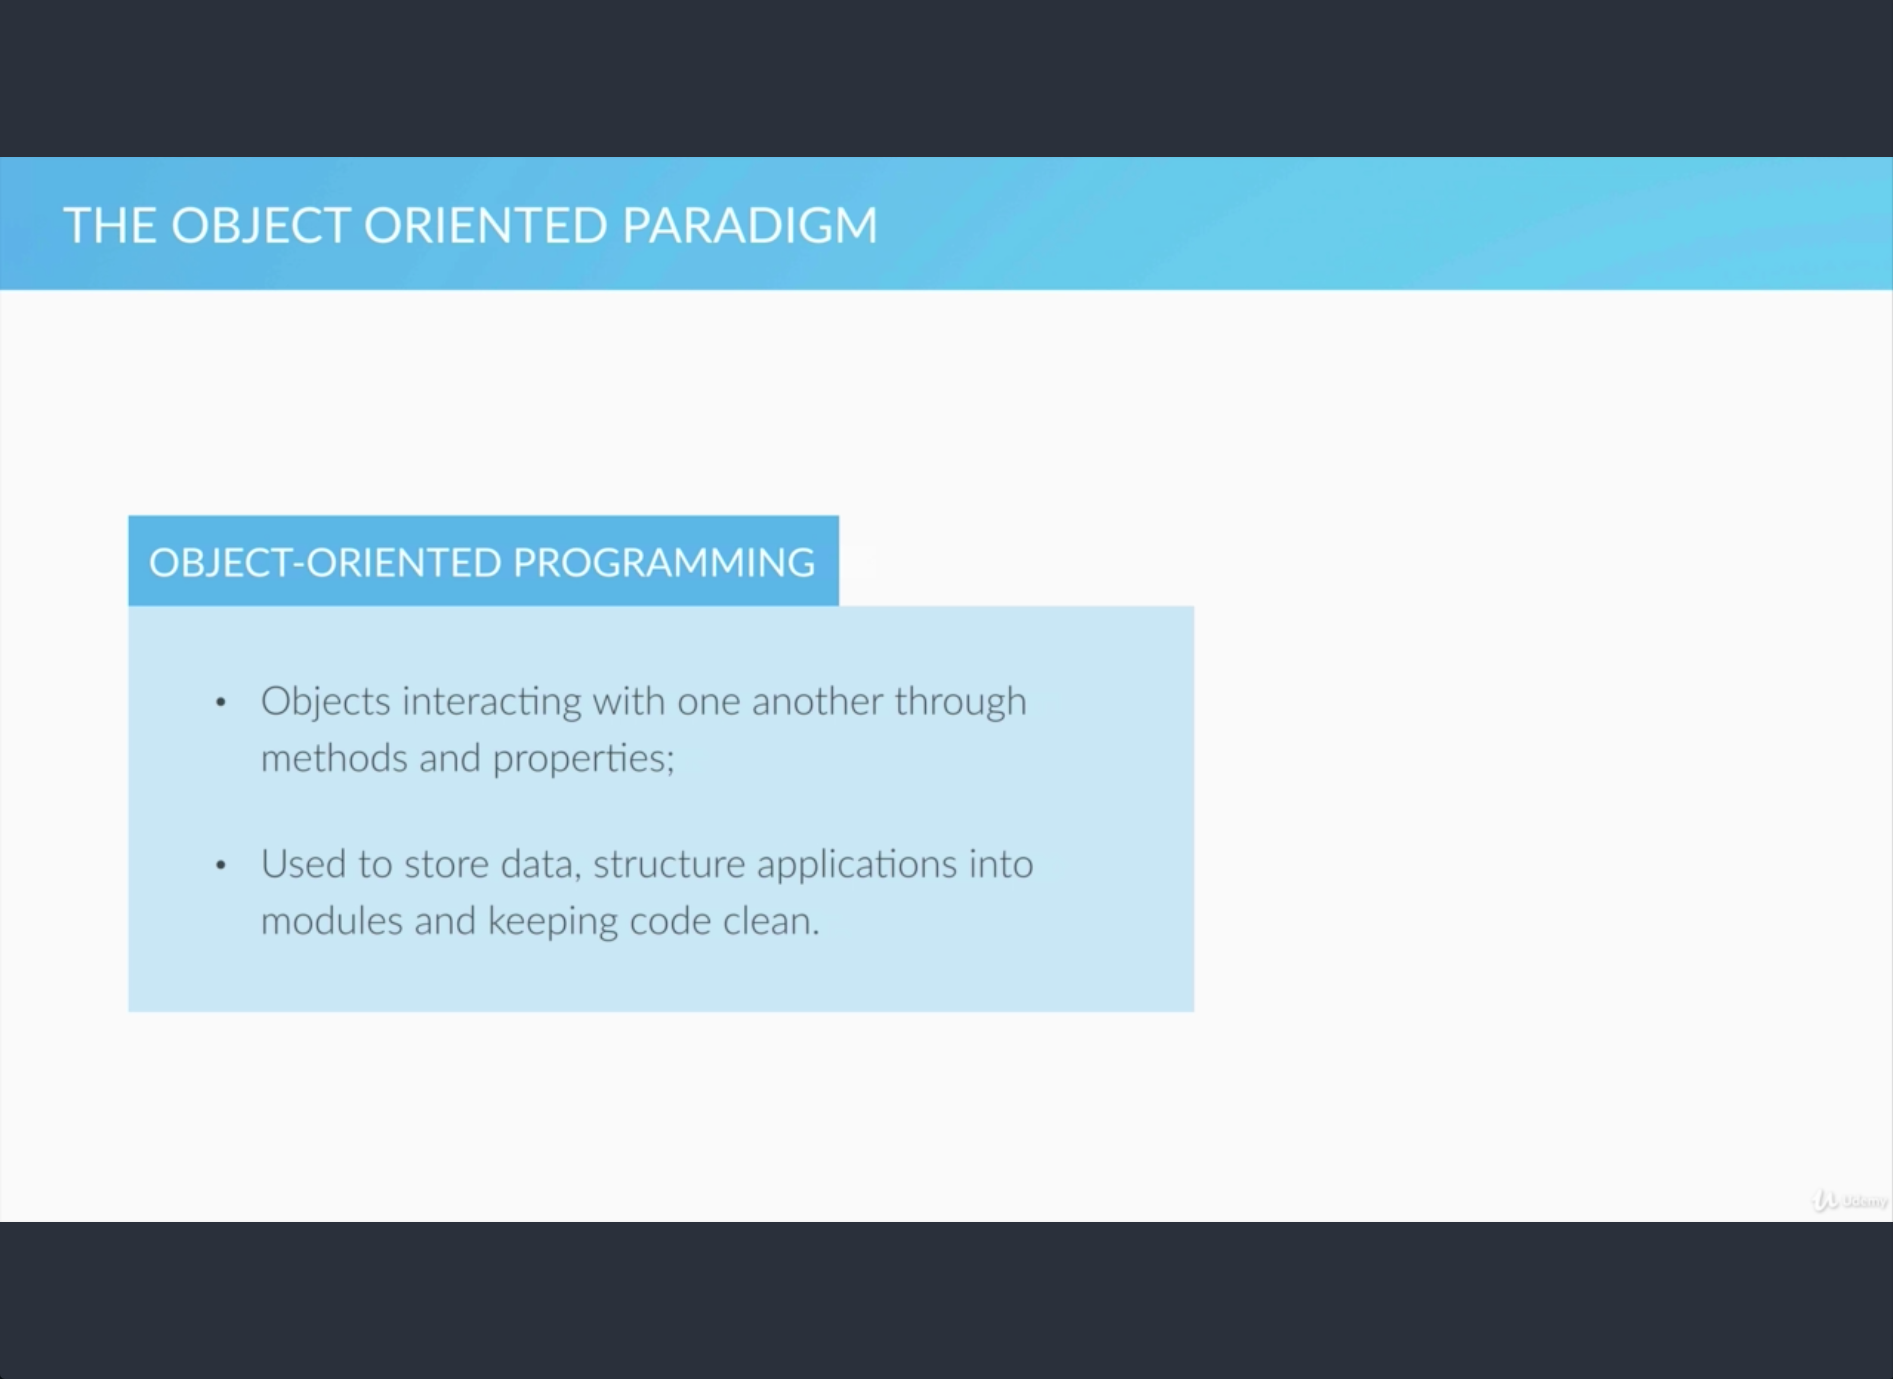 THE OBJECT ORIENTED PARADIGM
OBJECT-ORIENTED PROGRAMMING
• Objects interacting with one another through
methods and properties;
• Used to store data, structure applications into
modules and keeping code clean.
Udemy